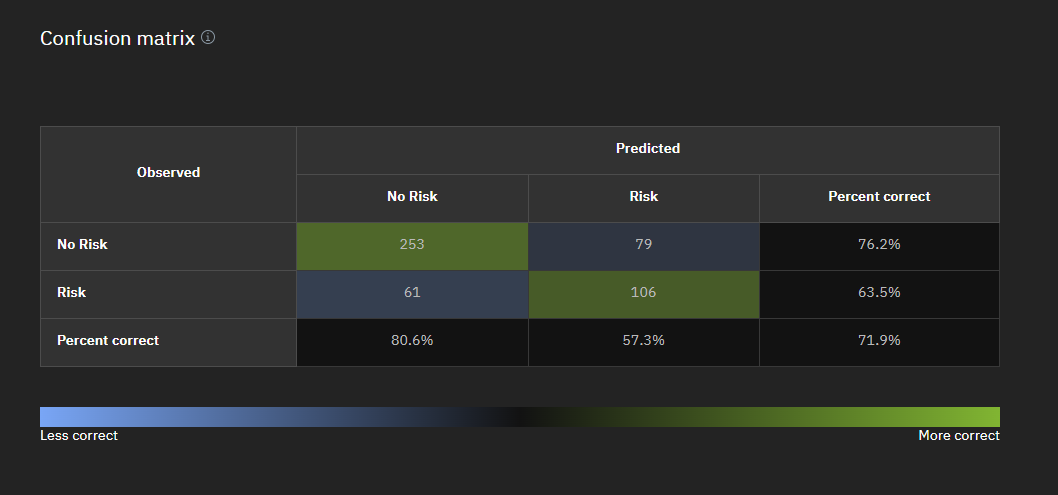 Confusion matrix
Predicted
Observed
No Risk Risk Percent correct
No Risk 253 79 76.2%
Risk 61 106 63.5%
Percent correct 80.6% 57.3% 71.9%
Less correct More correct